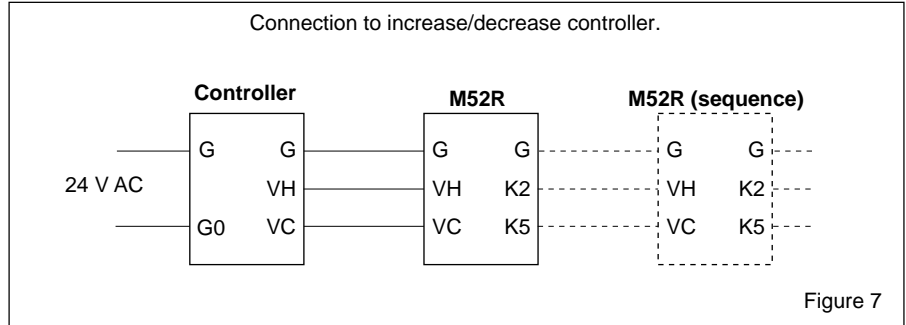 Connection to increase/decrease controller.
Controller M52R M52R (sequence)
G G G G G G
24 V AC VH VH K2 VH K2
G0 VC VC K5 VC K5
Figure 7